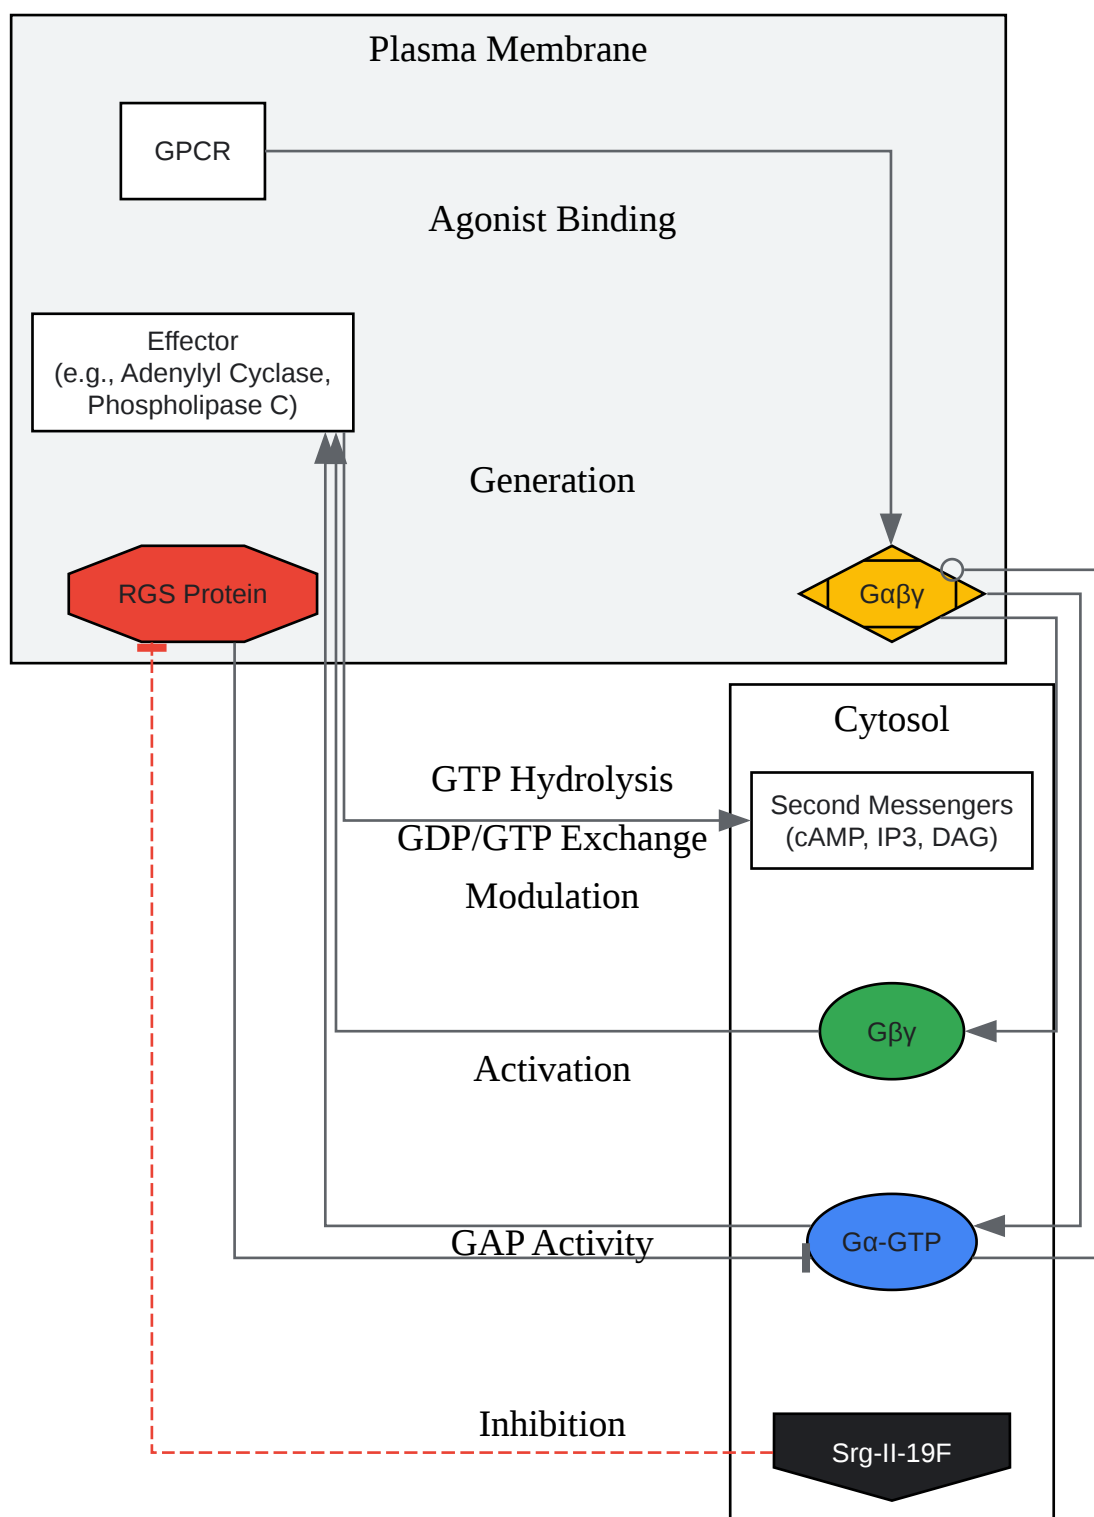 Plasma Membrane
GPCR
Agonist Binding
Effector
(e.g., Adenylyl Cyclase,
Phospholipase C)
Generation
RGS Protein
Gαβγ
Cytosol
GTP Hydrolysis
Second Messengers
(cAMP, IP3, DAG)
GDP/GTP Exchange
Modulation
Gβγ
Activation
GAP Activity
Gα-GTP
Inhibition
Srg-II-19F